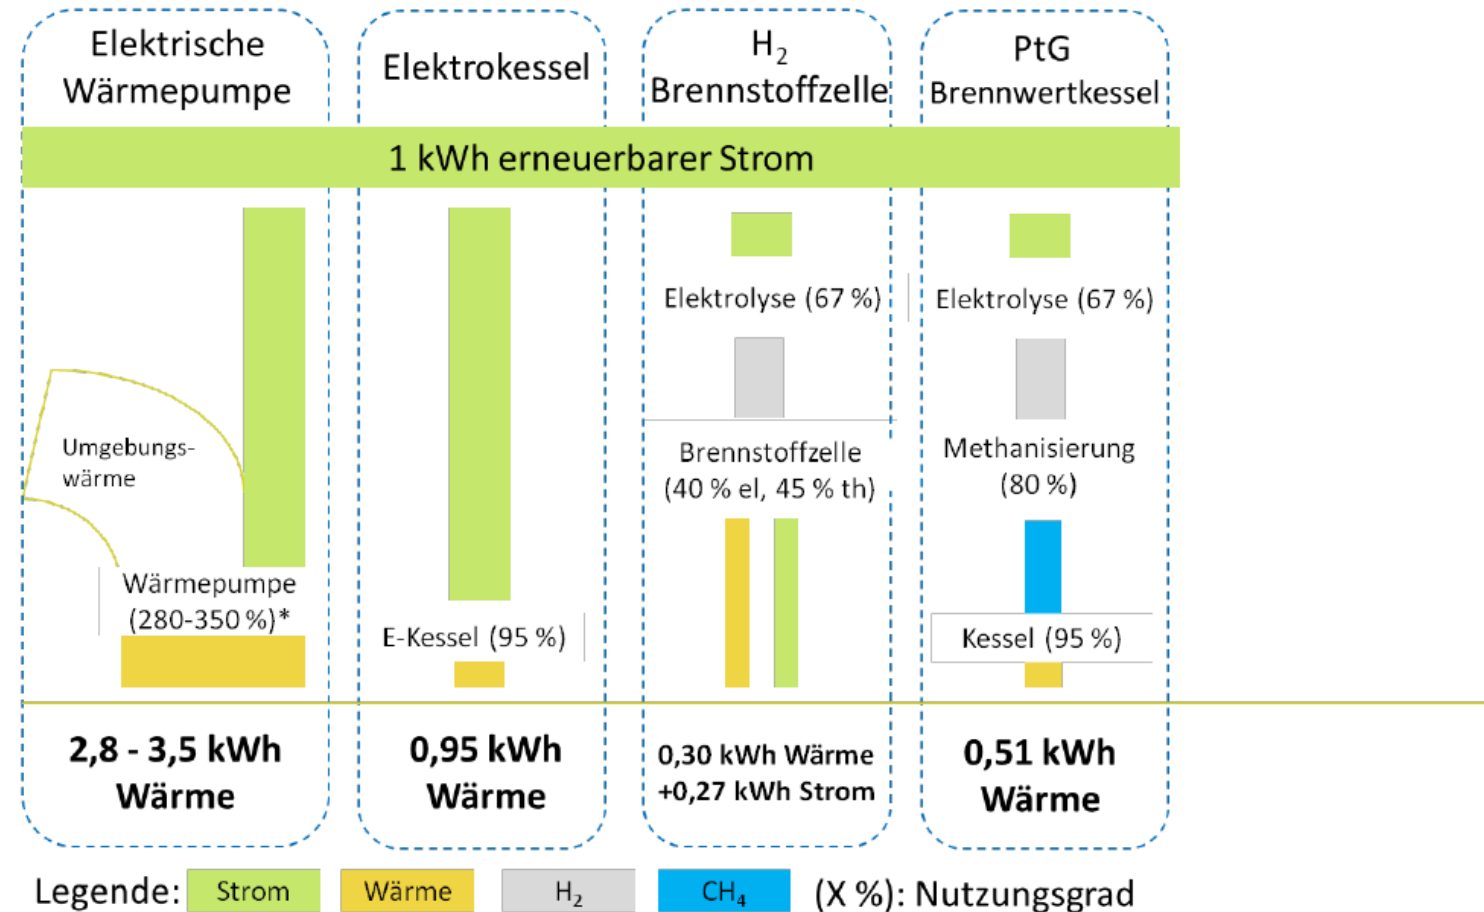 Elektrische
Wärmepumpe
Elektrokessel
H₂
Brennstoffzelle
PtG
Brennwertkessel
1 kWh erneuerbarer Strom
Umgebungs-
wärme
Wärmepumpe
(280-350 %)*
E-Kessel (95 %)
Elektrolyse (67 %)
Brennstoffzelle
(40 % el, 45 % th)
Elektrolyse (67 %)
Methanisierung
(80 %)
Kessel (95 %)
2,8 - 3,5 kWh
Wärme
0,95 kWh
Wärme
0,30 kWh Wärme
+0,27 kWh Strom
0,51 kWh
Wärme
Legende: Strom Wärme H₂ CH₄ (X %): Nutzungsgrad